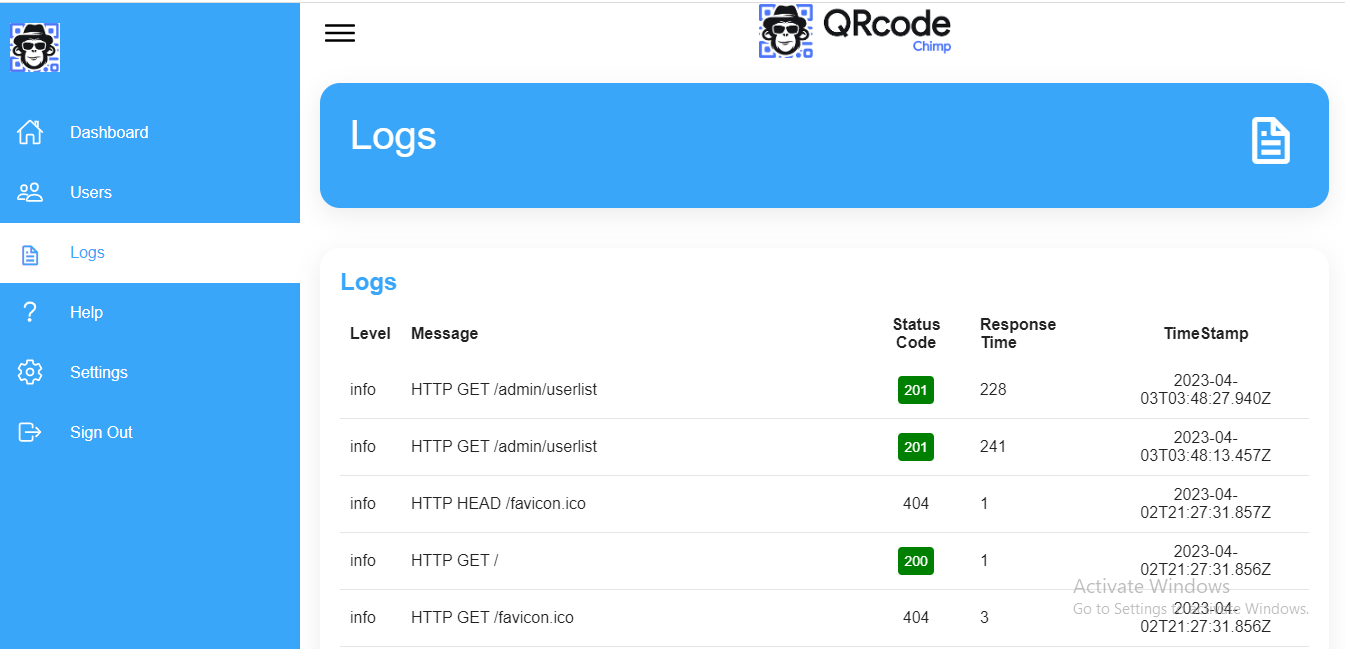 QRcode
Chimp
Dashboard
Users
Logs
Help
Settings
Sign Out
Logs
Logs
Level Message Status Code Response Time TimeStamp
info HTTP GET /admin/userlist 201 228 2023-04-
03T03:48:27.940Z
info HTTP GET /admin/userlist 201 241 2023-04-
03T03:48:13.457Z
info HTTP HEAD /favicon.ico 404 1 2023-04-
02T21:27:31.857Z
info HTTP GET / 200 1 2023-04-
02T21:27:31.856Z
Activate Windows
Go to Settings to activate Windows.
info HTTP GET /favicon.ico 404 3 2023-04-
02T21:27:31.856Z